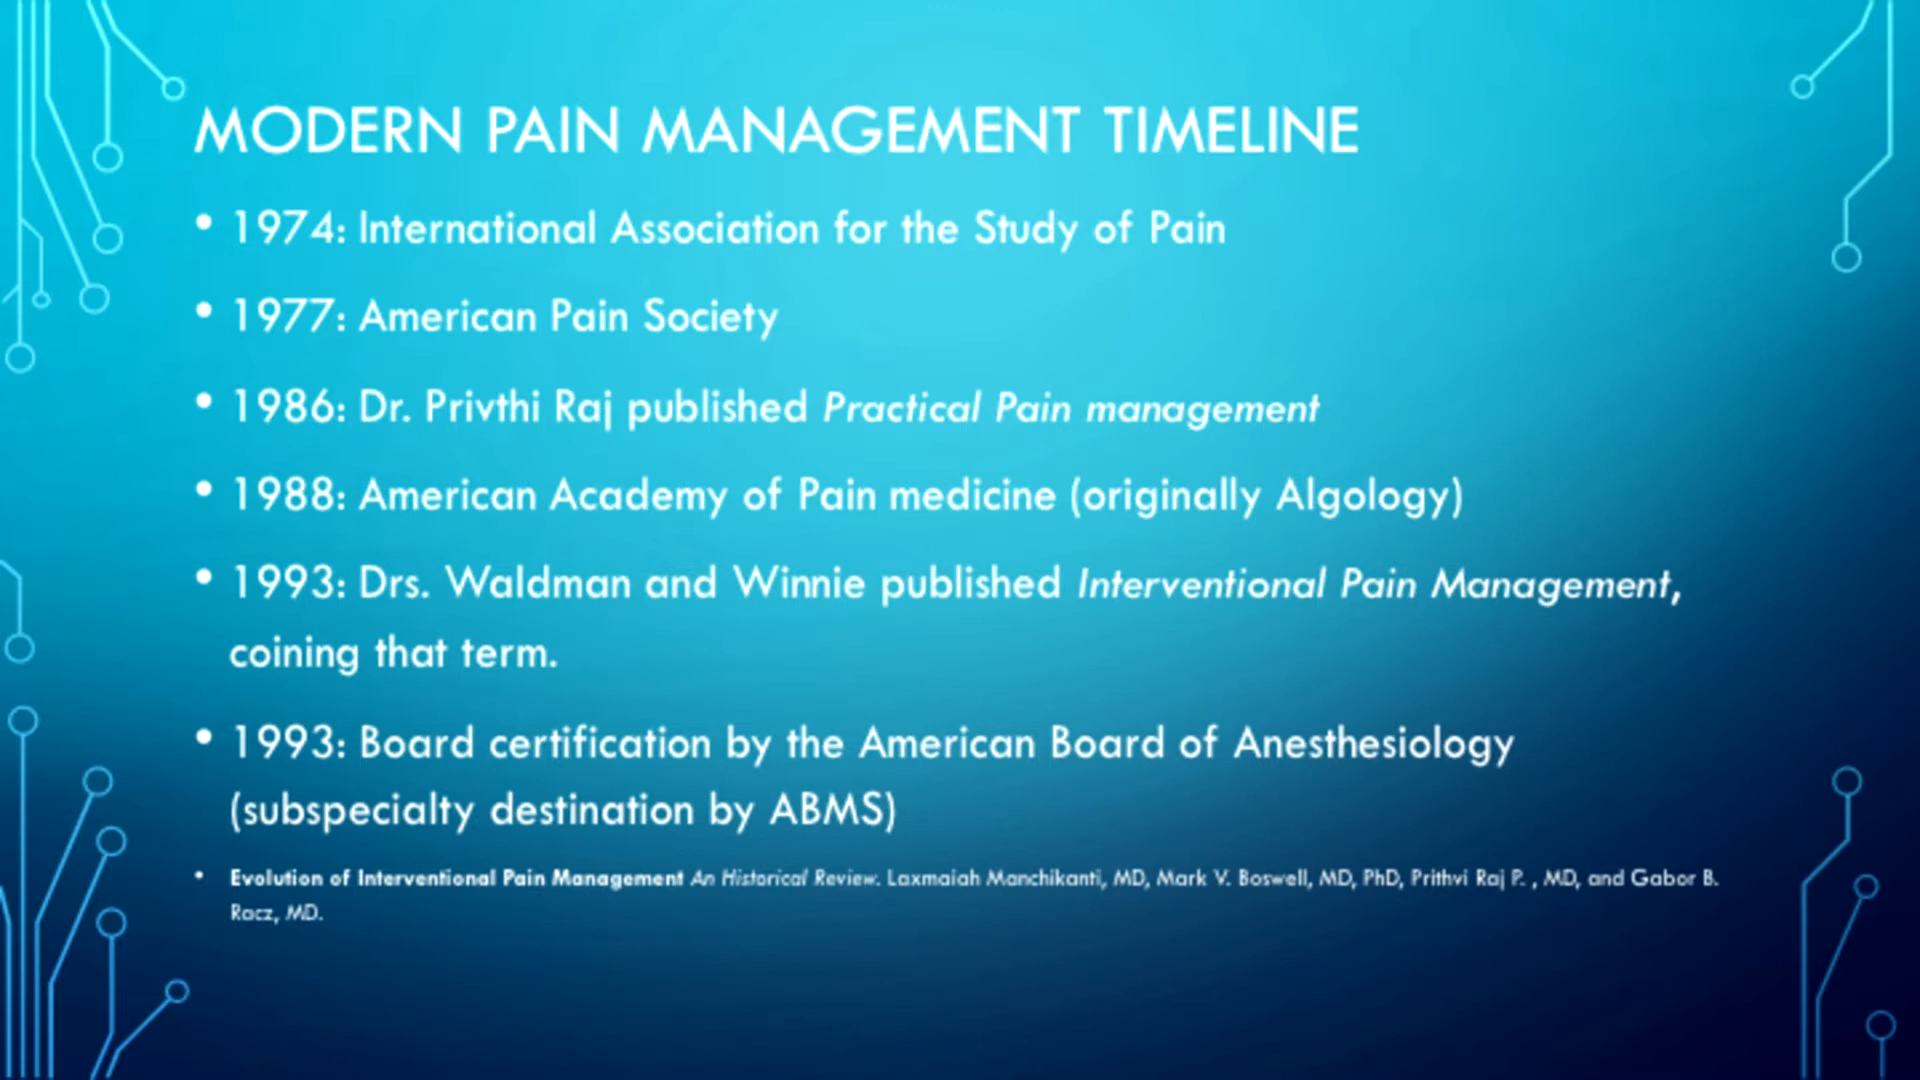 MODERN PAIN MANAGEMENT TIMELINE
• 1974: International Association for the Study of Pain
• 1977: American Pain Society
• 1986: Dr. Privthi Raj published Practical Pain management
• 1988: American Academy of Pain medicine (originally Algology)
• 1993: Drs. Waldman and Winnie published Interventional Pain Management,
coining that term.
• 1993: Board certification by the American Board of Anesthesiology
(subspecialty destination by ABMS)
• Evolution of Interventional Pain Management An Historical Review. Laxmaiah Manchikanti, MD, Mark V. Boswell, MD, PhD, Prithvi Raj P. , MD, and Gabor B.
Racz, MD.